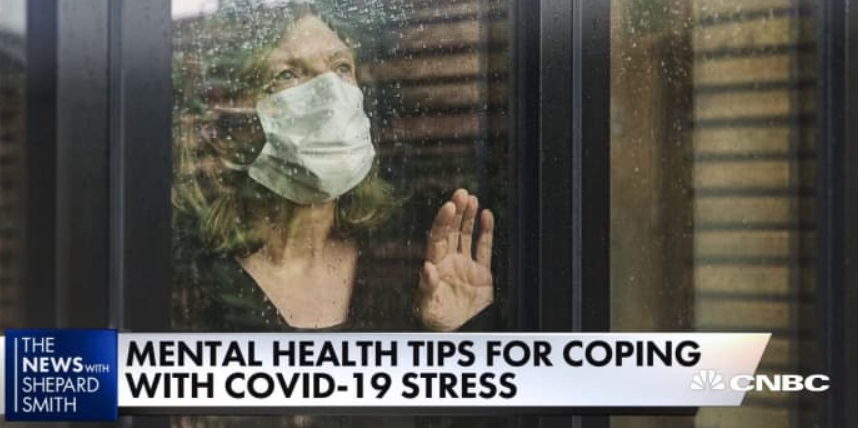 THE
NEWS WITH
SHEPARD
SMITH
MENTAL HEALTH TIPS FOR COPING
WITH COVID-19 STRESS
CNBC